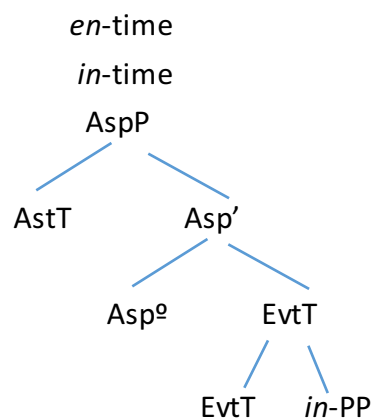 en-time
in-time
AspP
AstT Asp’
Aspº EvtT
EvtT in-PP